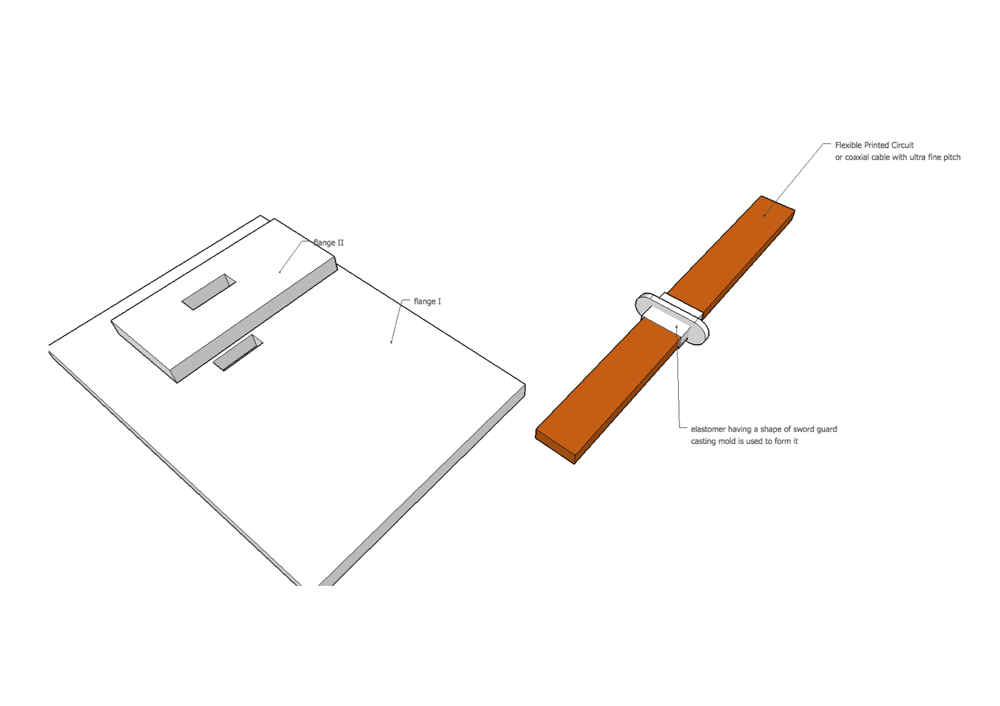 Flexible Printed Circuit
or coaxial cable with ultra fine pitch
flange II
flange I
elastomer having a shape of sword guard
casting mold is used to form it